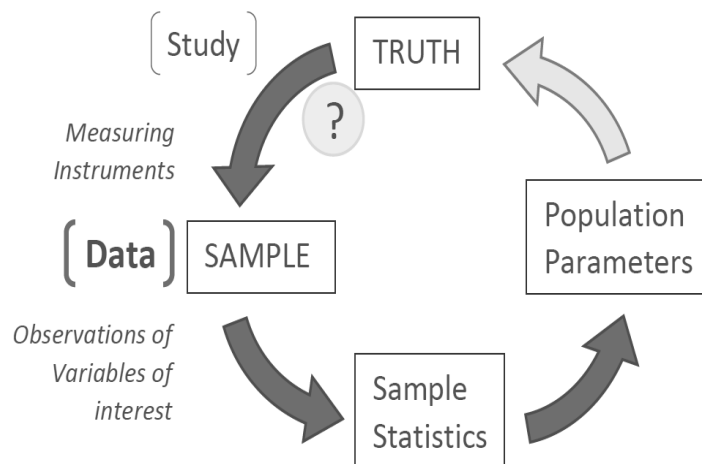 [Study]
TRUTH
?
Measuring
Instruments
[Data]
SAMPLE
Population
Parameters
Observations of
Variables of
interest
Sample
Statistics